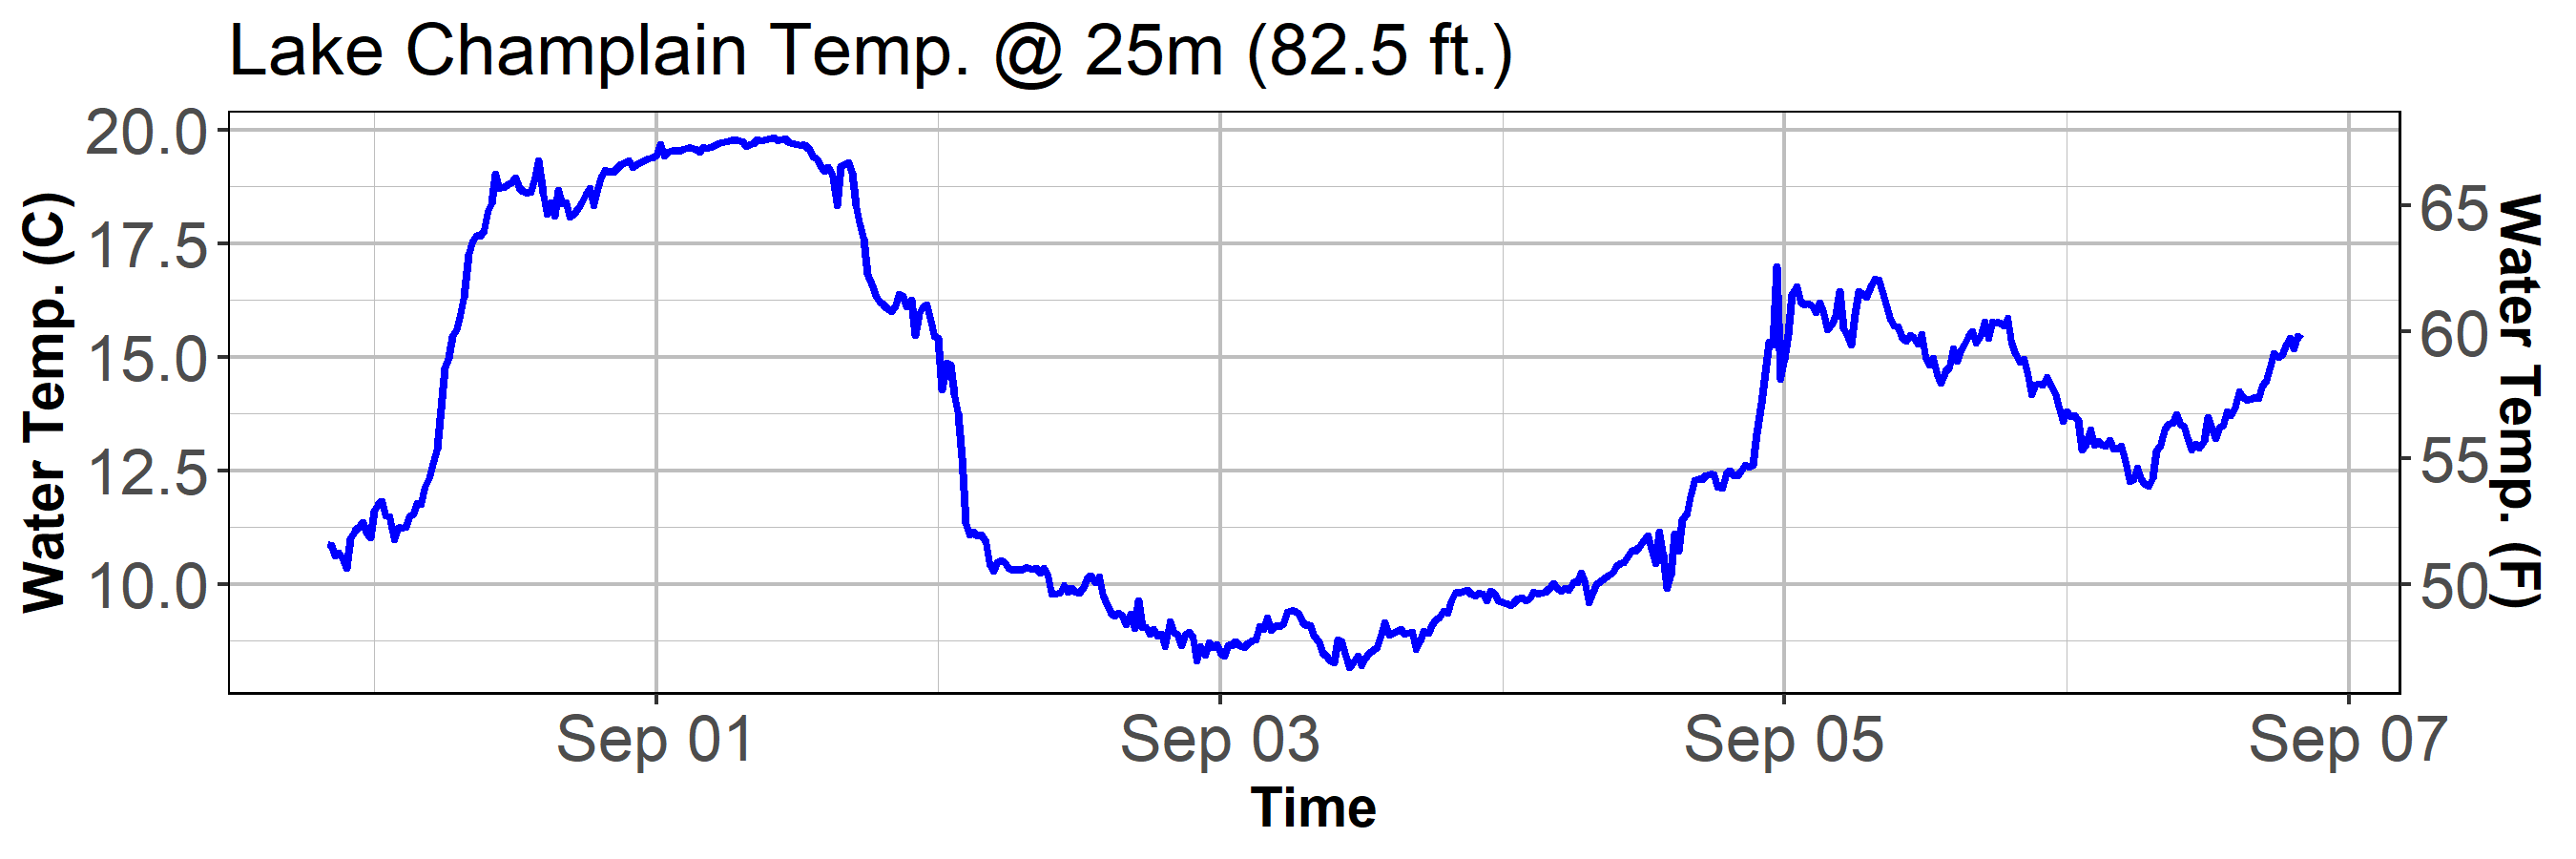 Lake Champlain Temp. @ 25m (82.5 ft.)
Water Temp. (C)
20.0
17.5
15.0
12.5
10.0
65
60
55
50
Water Temp. (F)
Sep 01 Sep 03 Sep 05 Sep 07
Time